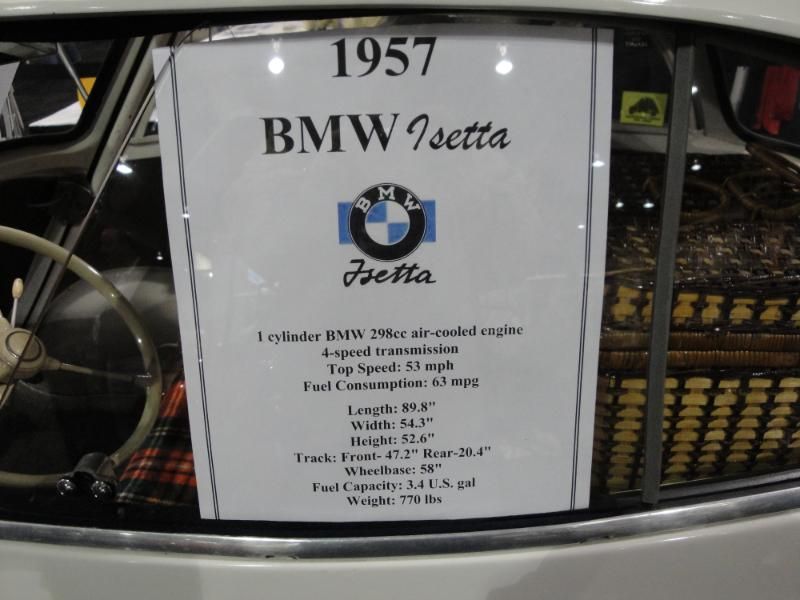 1957
BMW Isetta
BMW
Isetta
1 cylinder BMW 298cc air-cooled engine
4-speed transmission
Top Speed: 53 mph
Fuel Consumption: 63 mpg
Length: 89.8"
Width: 54.3"
Height: 52.6"
Track: Front- 47.2" Rear-20.4"
Wheelbase: 58"
Fuel Capacity: 3.4 U.S. gal
Weight: 770 lbs